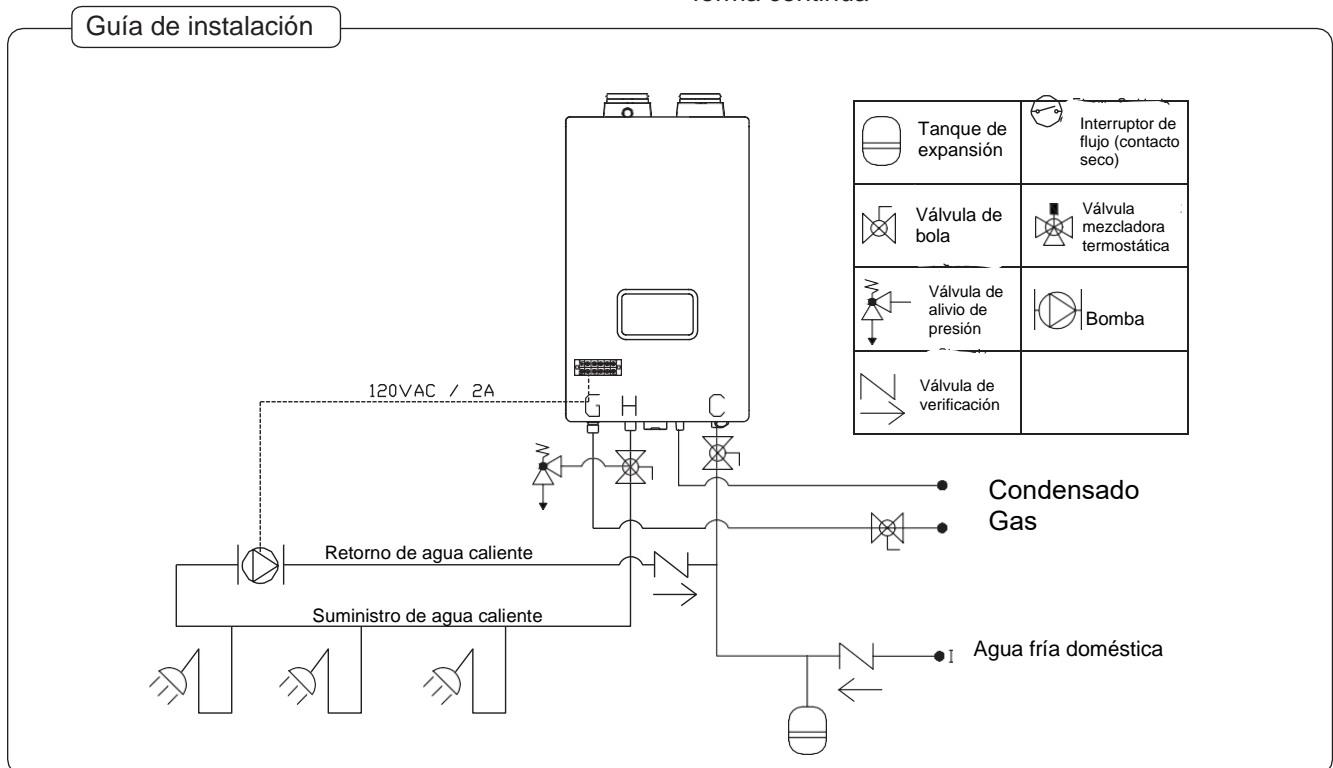 forma continua
Guía de instalación
Tanque de
expansión
Interruptor de
flujo (contacto
seco)
Válvula de
bola
Válvula
mezcladora
termostática
Válvula de
alivio de
presión
Bomba
Válvula de
verificación
120VAC / 2A
G H C
Condensado
Gas
Retorno de agua caliente
Suministro de agua caliente
I Agua fría doméstica